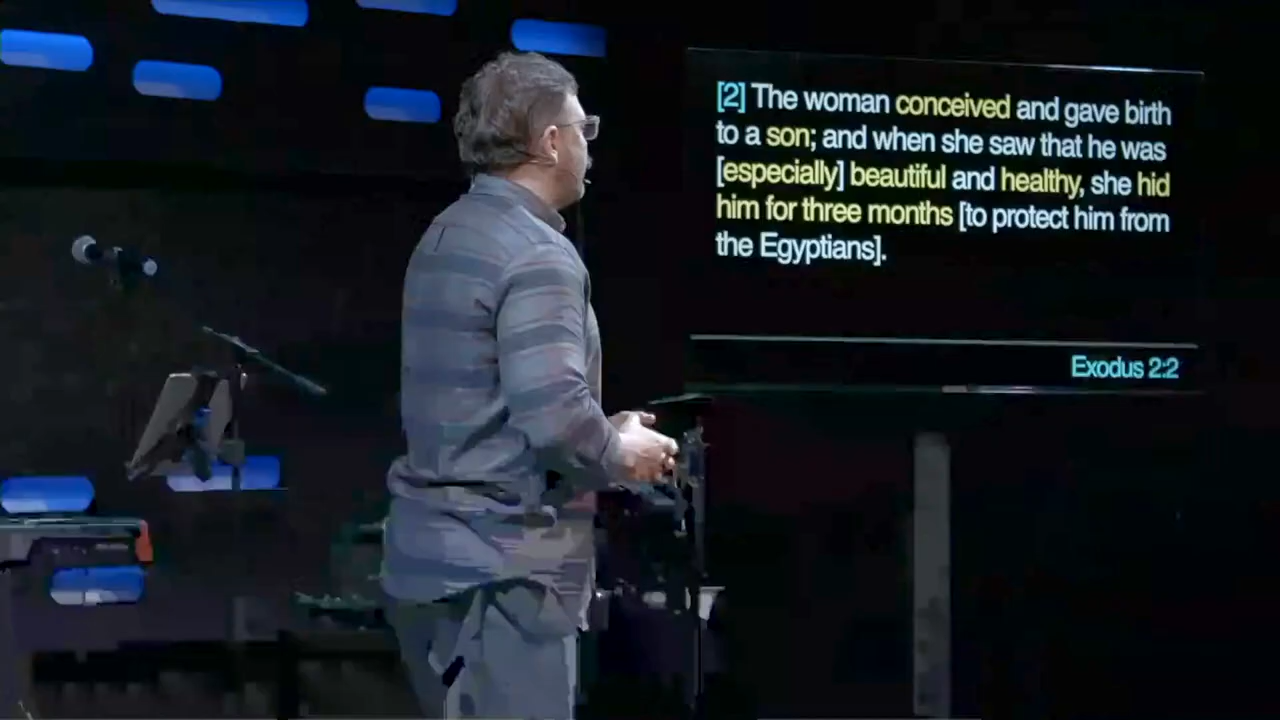 [2] The woman conceived and gave birth
to a son; and when she saw that he was
[especially] beautiful and healthy, she hid
him for three months [to protect him from
the Egyptians].
Exodus 2:2